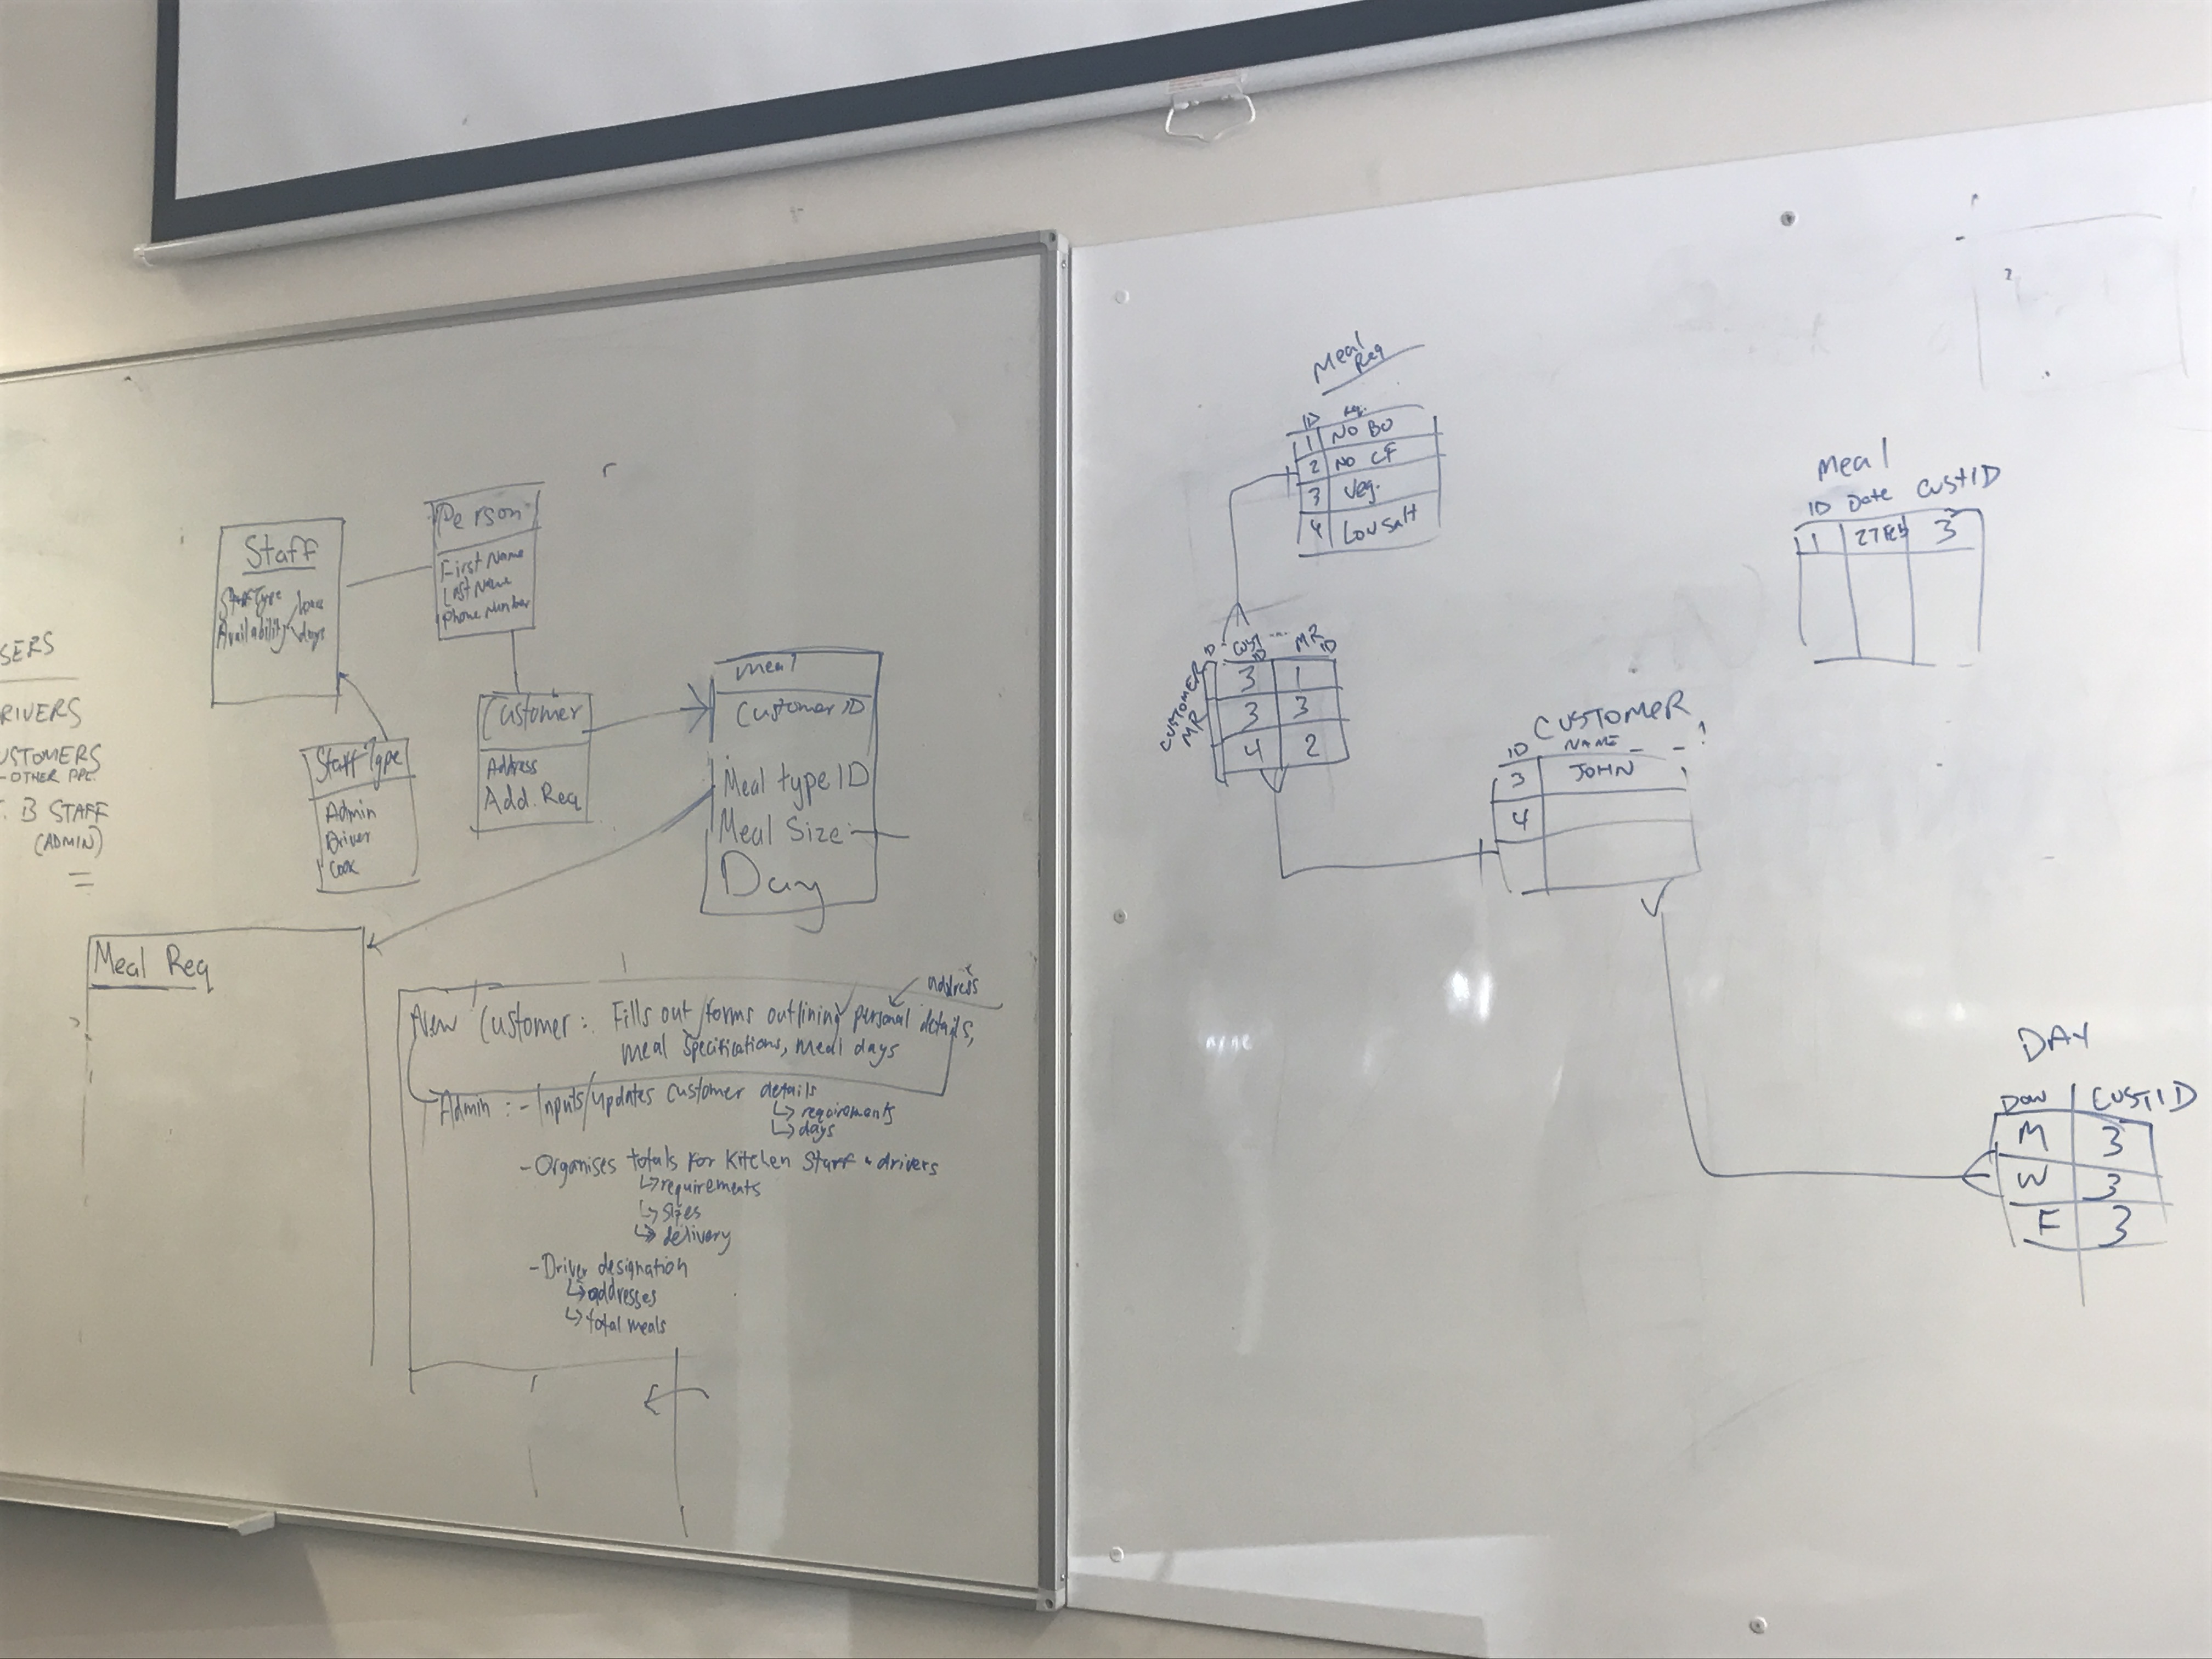 SERS
RIVERS
USTOMERS
- OTHER PPL
. B STAFF
(ADMIN)
Staff
Staff Type
Availability
days
Person
First Name
Last Name
Phone Number
Staff Type
Admin
Driver
Cook
Customer
Address
Add. Req
Meal
Customer ID
Meal type ID
Meal Size
Day
Meal Req
address
New Customer : Fills out forms outlining personal details,
meal specifications, meal days
Admin : - Inputs/updates customer details
↳ requirements
↳ days
- Organises totals for Kitchen Staff & drivers
↳ requirements
↳ sizes
↳ delivery
- Driver designation
↳ addresses
↳ total meals
Meal
Req
ID Req.
1 NO BO
2 NO CF
3 Veg.
4 Low Salt
CUSTOMER
MR
ID Cust ID MR ID
3 1
3 3
4 2
CUSTOMER
ID NAME
3 JOHN
4
Meal
ID Date CustID
1 27Feb 3
DAY
DOW CUSTID
M 3
W 3
F 3